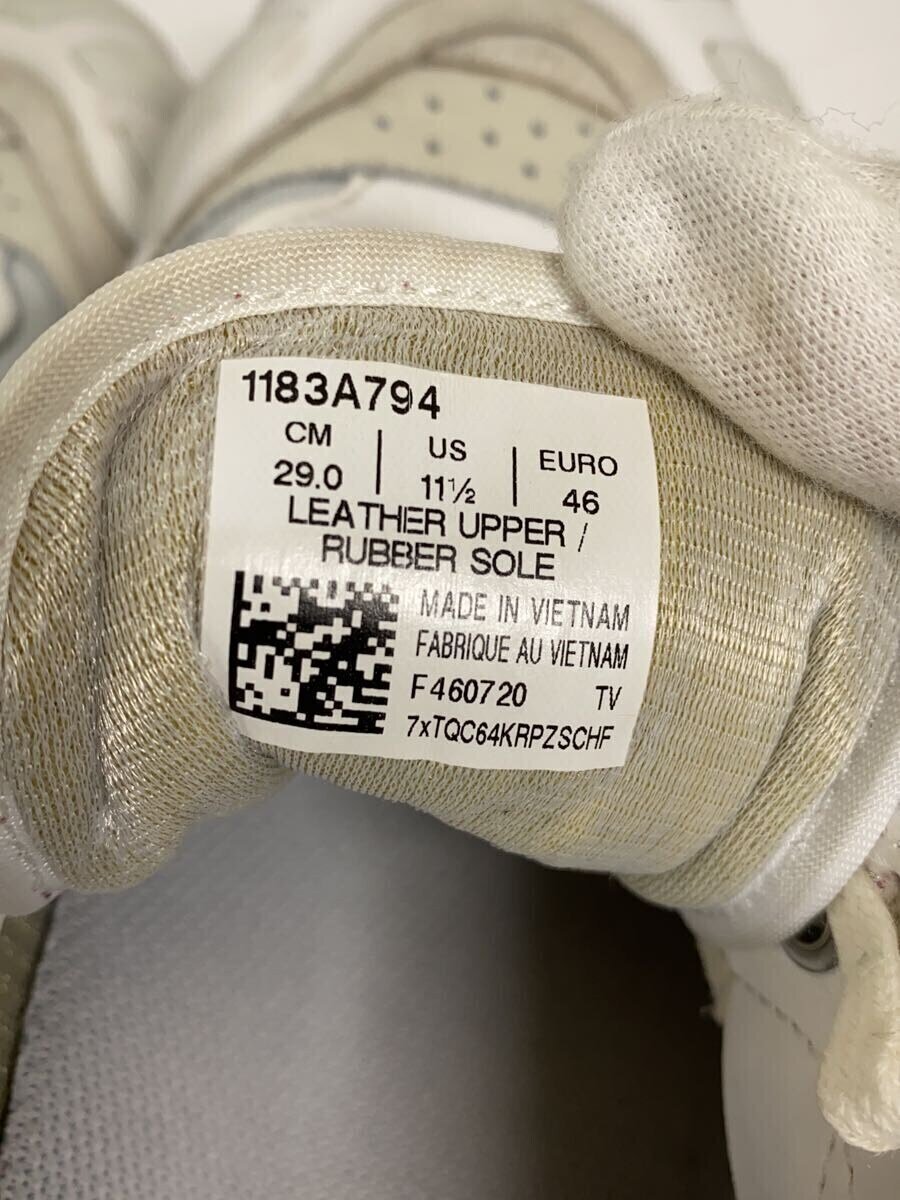 1183A794
CM | US | EURO
29.0 | 11½ | 46
LEATHER UPPER /
RUBBER SOLE
MADE IN VIETNAM
FABRIQUE AU VIETNAM
F460720 TV
7xTQC64KRPZSCHF